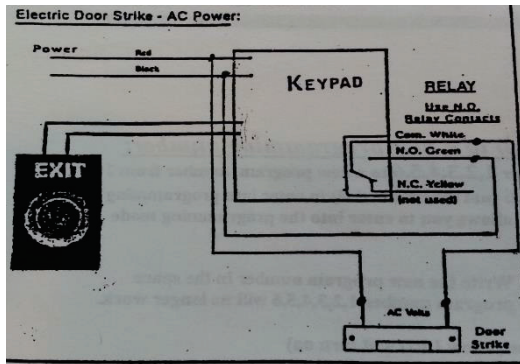 Electric Door Strike - AC Power:
Power
Red
Black
KEYPAD
RELAY
Use N.O.
Relay Contacts
Com. White
N.O. Green
N.C. Yellow
(not used)
EXIT
AC Volts
Door
Strike